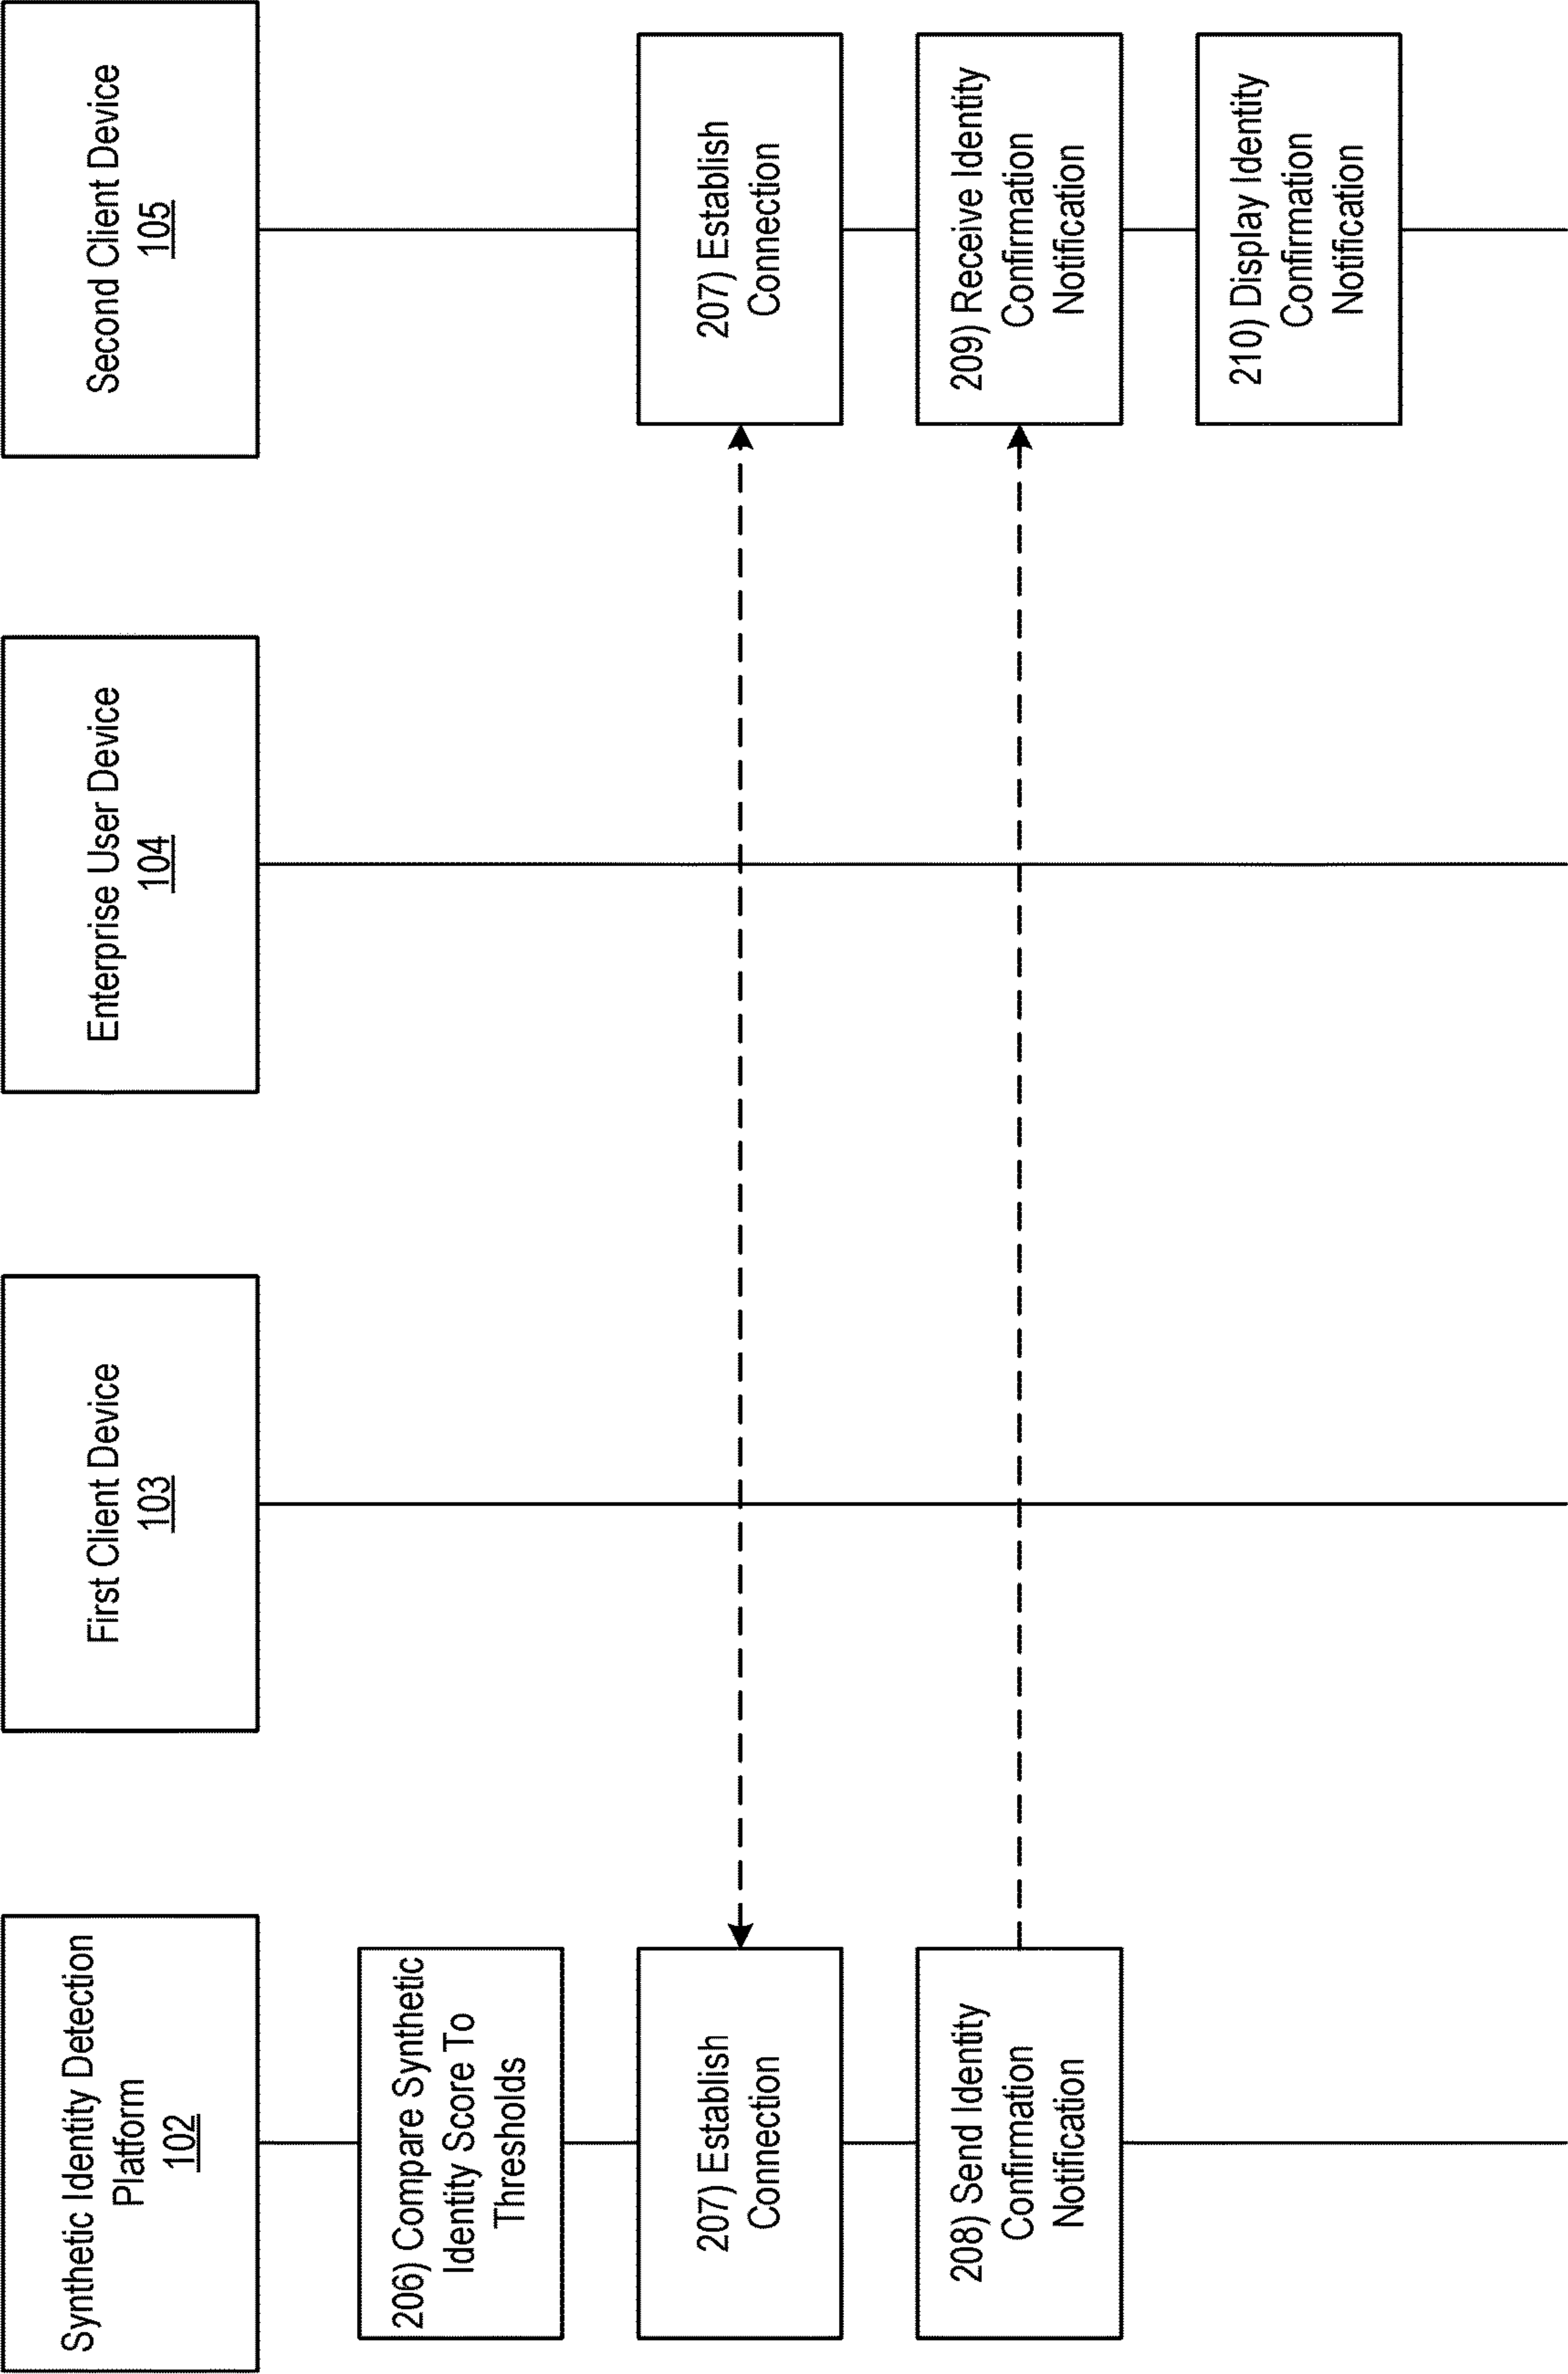 Synthetic Identity Detection
Platform
102
First Client Device
103
Enterprise User Device
104
Second Client Device
105
206) Compare Synthetic
Identity Score To
Thresholds
207) Establish
Connection
207) Establish
Connection
208) Send Identity
Confirmation
Notification
209) Receive Identity
Confirmation
Notification
210) Display Identity
Confirmation
Notification